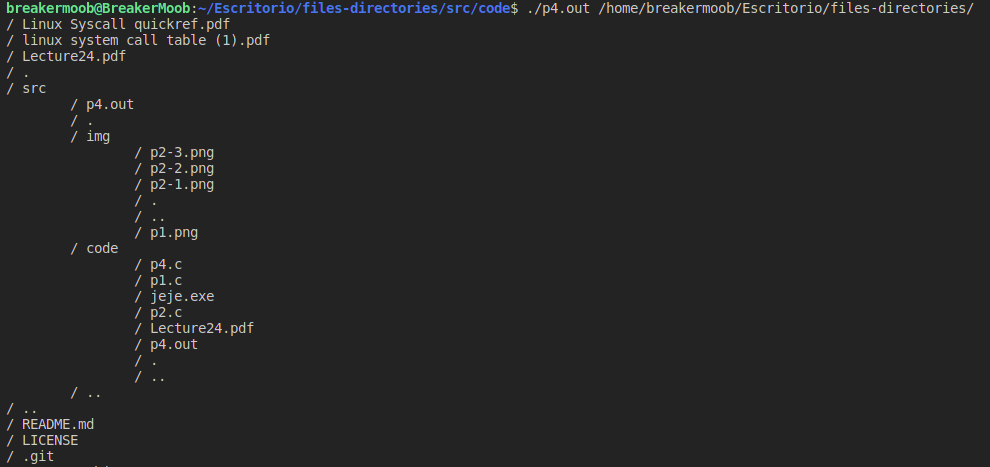 breakermoob@BreakerMoob:~/Escritorio/files-directories/src/code$ ./p4.out /home/breakermoob/Escritorio/files-directories/
/ Linux Syscall quickref.pdf
/ linux system call table (1).pdf
/ Lecture24.pdf
/ .
/ src
/ p4.out
/ .
/ img
/ p2-3.png
/ p2-2.png
/ p2-1.png
/ .
/ ..
/ p1.png
/ code
/ p4.c
/ p1.c
/ jeje.exe
/ p2.c
/ Lecture24.pdf
/ p4.out
/ .
/ ..
/ ..
/ ..
/ README.md
/ LICENSE
/ .git